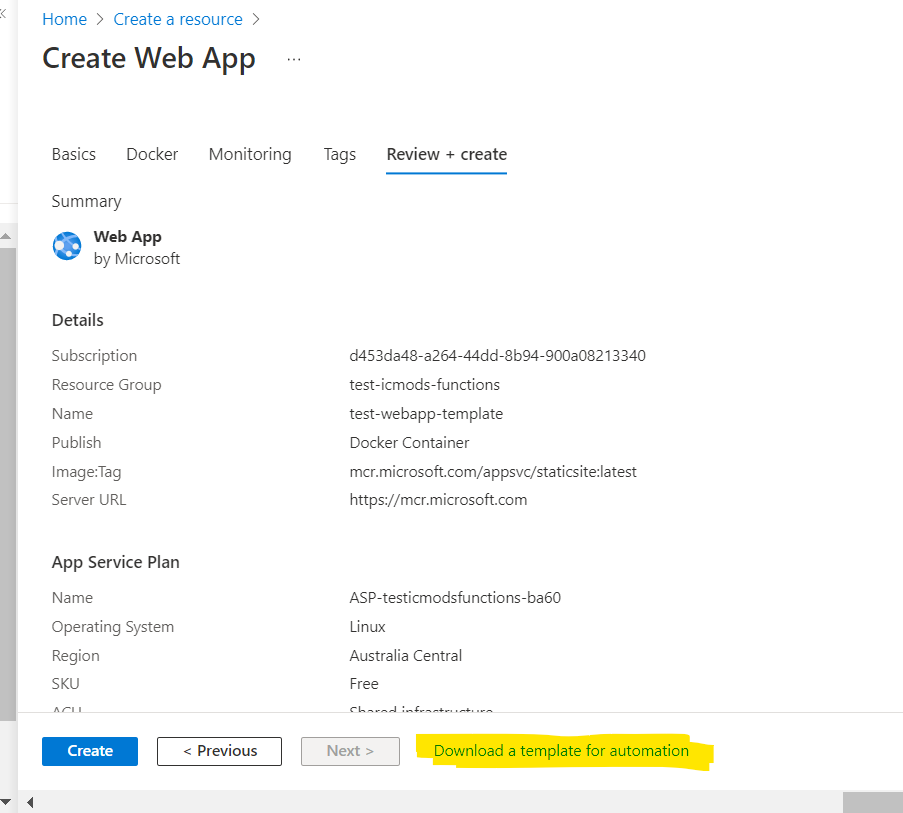 Home > Create a resource >
Create Web App ...
Basics Docker Monitoring Tags Review + create
Summary
Web App
by Microsoft
Details
Subscription d453da48-a264-44dd-8b94-900a08213340
Resource Group test-icmods-functions
Name test-webapp-template
Publish Docker Container
Image:Tag mcr.microsoft.com/appsvc/staticsite:latest
Server URL https://mcr.microsoft.com
App Service Plan
Name ASP-testicmodsfunctions-ba60
Operating System Linux
Region Australia Central
SKU Free
ACU Shared infrastructure
Create < Previous Next > Download a template for automation